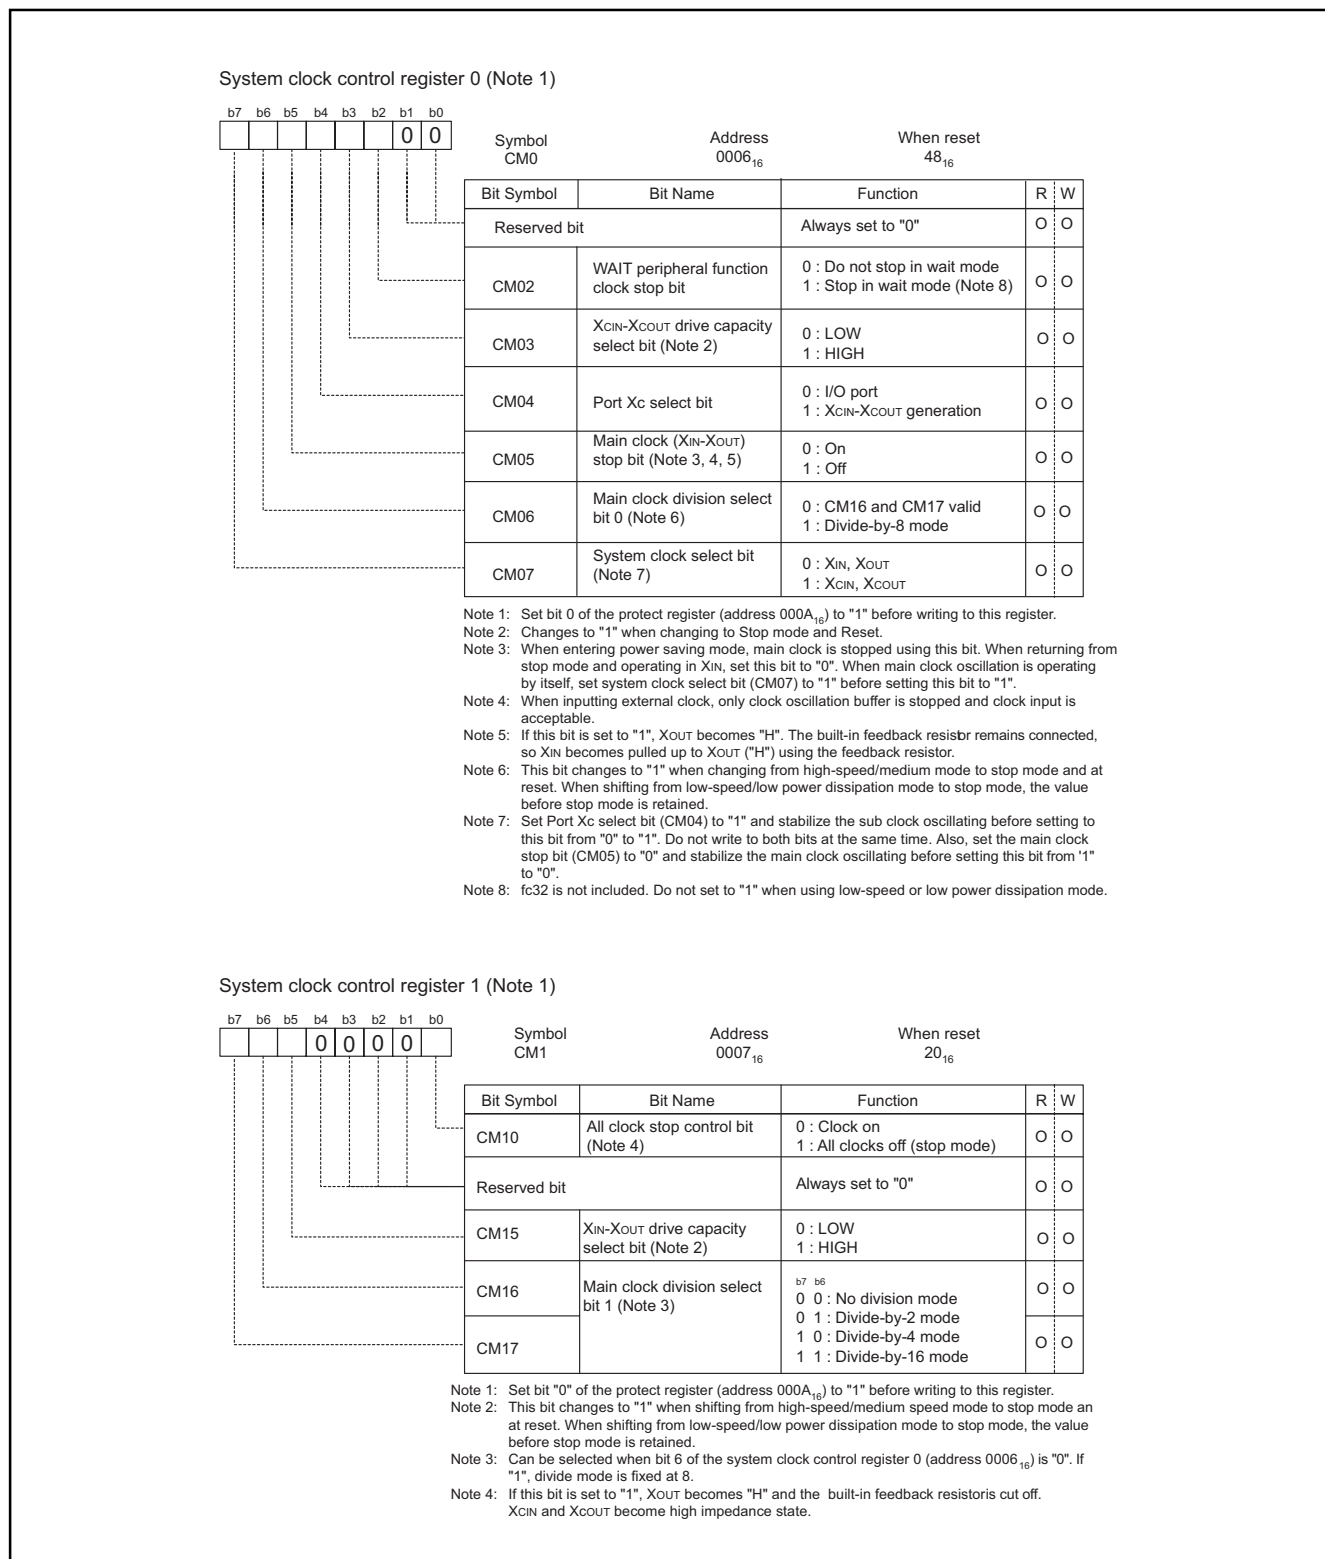 System clock control register 0 (Note 1)
b7 b6 b5 b4 b3 b2 b1 b0
0 0
Symbol Address When reset
CM0 0006₁₆ 48₁₆
Bit Symbol Bit Name Function R W
Reserved bit Always set to "0" O O
CM02 WAIT peripheral function clock stop bit 0 : Do not stop in wait mode 1 : Stop in wait mode (Note 8) O O
CM03 XCIN-XCOUT drive capacity select bit (Note 2) 0 : LOW 1 : HIGH O O
CM04 Port Xc select bit 0 : I/O port 1 : XCIN-XCOUT generation O O
CM05 Main clock (XIN-XOUT) stop bit (Note 3, 4, 5) 0 : On 1 : Off O O
CM06 Main clock division select bit 0 (Note 6) 0 : CM16 and CM17 valid 1 : Divide-by-8 mode O O
CM07 System clock select bit (Note 7) 0 : XIN, XOUT 1 : XCIN, XCOUT O O
Note 1: Set bit 0 of the protect register (address 000A₁₆) to "1" before writing to this register.
Note 2: Changes to "1" when changing to Stop mode and Reset.
Note 3: When entering power saving mode, main clock is stopped using this bit. When returning from
stop mode and operating in XIN, set this bit to "0". When main clock oscillation is operating
by itself, set system clock select bit (CM07) to "1" before setting this bit to "1".
Note 4: When inputting external clock, only clock oscillation buffer is stopped and clock input is
acceptable.
Note 5: If this bit is set to "1", XOUT becomes "H". The built-in feedback resistor remains connected,
so XIN becomes pulled up to XOUT ("H") using the feedback resistor.
Note 6: This bit changes to "1" when changing from high-speed/medium mode to stop mode and at
reset. When shifting from low-speed/low power dissipation mode to stop mode, the value
before stop mode is retained.
Note 7: Set Port Xc select bit (CM04) to "1" and stabilize the sub clock oscillating before setting to
this bit from "0" to "1". Do not write to both bits at the same time. Also, set the main clock
stop bit (CM05) to "0" and stabilize the main clock oscillating before setting this bit from '1"
to "0".
Note 8: fc32 is not included. Do not set to "1" when using low-speed or low power dissipation mode.
System clock control register 1 (Note 1)
b7 b6 b5 b4 b3 b2 b1 b0
0 0 0 0
Symbol Address When reset
CM1 0007₁₆ 20₁₆
Bit Symbol Bit Name Function R W
CM10 All clock stop control bit (Note 4) 0 : Clock on 1 : All clocks off (stop mode) O O
Reserved bit Always set to "0" O O
CM15 XIN-XOUT drive capacity select bit (Note 2) 0 : LOW 1 : HIGH O O
CM16 Main clock division select bit 1 (Note 3) b7 b6 O O
0 0 : No division mode
0 1 : Divide-by-2 mode
1 0 : Divide-by-4 mode
CM17 1 1 : Divide-by-16 mode O O
Note 1: Set bit "0" of the protect register (address 000A₁₆) to "1" before writing to this register.
Note 2: This bit changes to "1" when shifting from high-speed/medium speed mode to stop mode an
at reset. When shifting from low-speed/low power dissipation mode to stop mode, the value
before stop mode is retained.
Note 3: Can be selected when bit 6 of the system clock control register 0 (address 0006₁₆) is "0". If
"1", divide mode is fixed at 8.
Note 4: If this bit is set to "1", XOUT becomes "H" and the built-in feedback resistoris cut off.
XCIN and XCOUT become high impedance state.